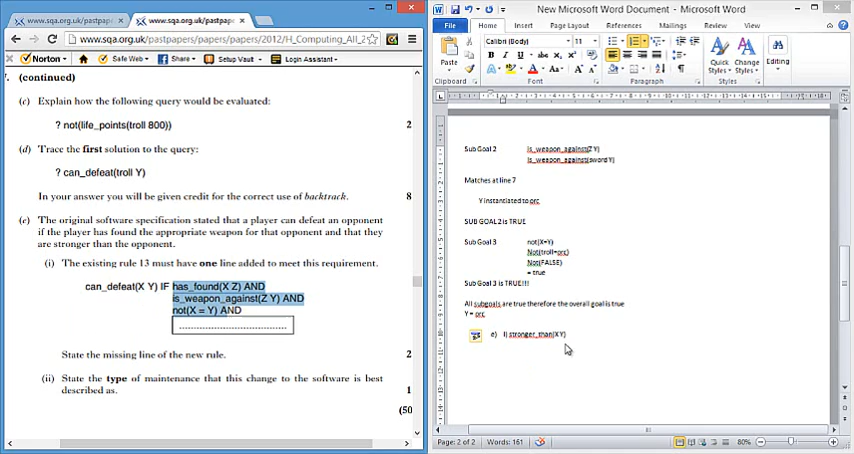 www.sqa.org.uk/pastpape
www.sqa.org.uk/pastpape
www.sqa.org.uk/pastpapers/papers/papers/2012/H_Computing_All_2
Norton
Safe Web
Share
Setup Vault
Login Assistant
7. (continued)
(c) Explain how the following query would be evaluated:
? not(life_points(troll 800))
2
(d) Trace the first solution to the query:
? can_defeat(troll Y)
In your answer you will be given credit for the correct use of backtrack.
8
(e) The original software specification stated that a player can defeat an opponent
if the player has found the appropriate weapon for that opponent and that they
are stronger than the opponent.
(i) The existing rule 13 must have one line added to meet this requirement.
can_defeat(X Y) IF has_found(X Z) AND
is_weapon_against(Z Y) AND
not(X = Y) AND
......................................
State the missing line of the new rule.
2
(ii) State the type of maintenance that this change to the software is best
described as.
1
(50
New Microsoft Word Document - Microsoft Word
File
Home
Insert
Page Layout
References
Mailings
Review
View
Calibri (Body)
11
Paste
Quick Styles
Change Styles
Editing
Clipboard
Font
Paragraph
Styles
Sub Goal 2
is_weapon_against(Z Y)
is_weapon_against(sword Y)
Matches at line 7
Y instantiated to orc
SUB GOAL 2 is TRUE
Sub Goal 3
not(X=Y)
Not(troll=orc)
Not(FALSE)
= true
Sub Goal 3 is TRUE!!!
All subgoals are true therefore the overall goal is true
Y = orc
e) I) stronger_than(X Y)
Page: 2 of 2
Words: 161
80%